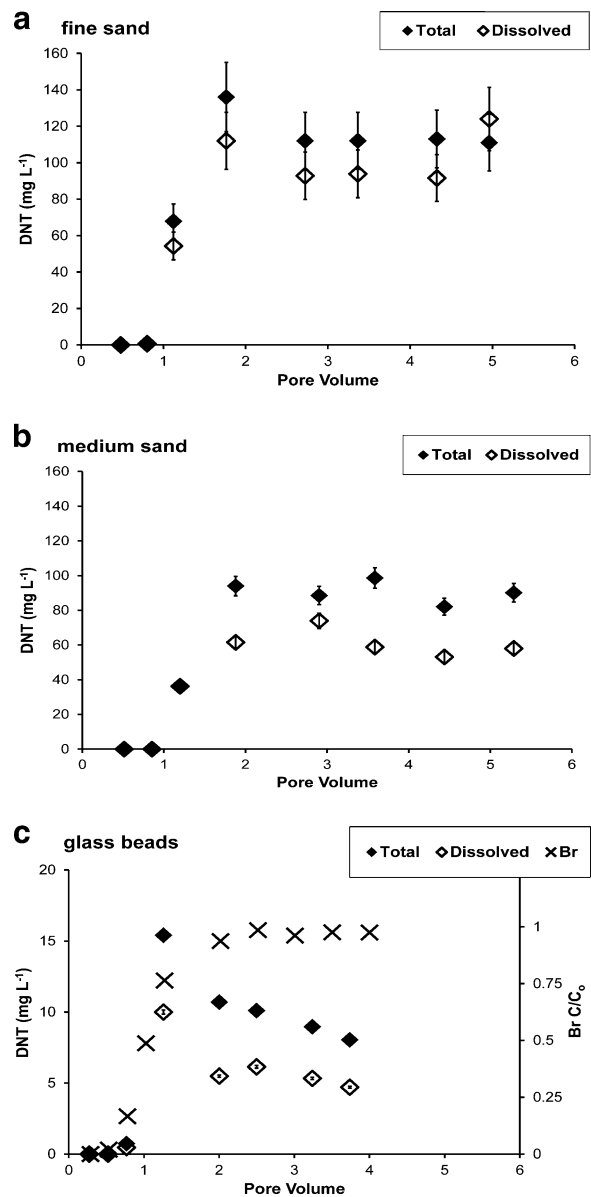 a fine sand
Total Dissolved
160
140
120
100
80
60
40
20
0
DNT (mg L-1)
0 1 2 3 4 5 6
Pore Volume
b medium sand
Total Dissolved
160
140
120
100
80
60
40
20
0
DNT (mg L-1)
0 1 2 3 4 5 6
Pore Volume
c glass beads
Total Dissolved Br
20
15
10
5
0
DNT (mg L-1)
1
0.75
0.5
0.25
0
Br C/Co
0 1 2 3 4 5 6
Pore Volume